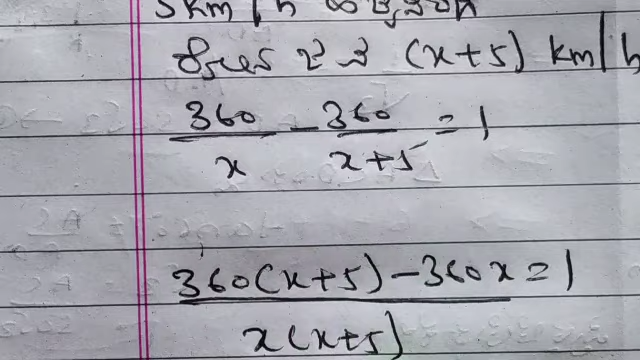 5km/h ಹೆಚ್ಚಿಸಿದಾಗ
(x+5) km/h
360/x - 360/x+5 = 1
360(x+5)-360x/x(x+5) = 1